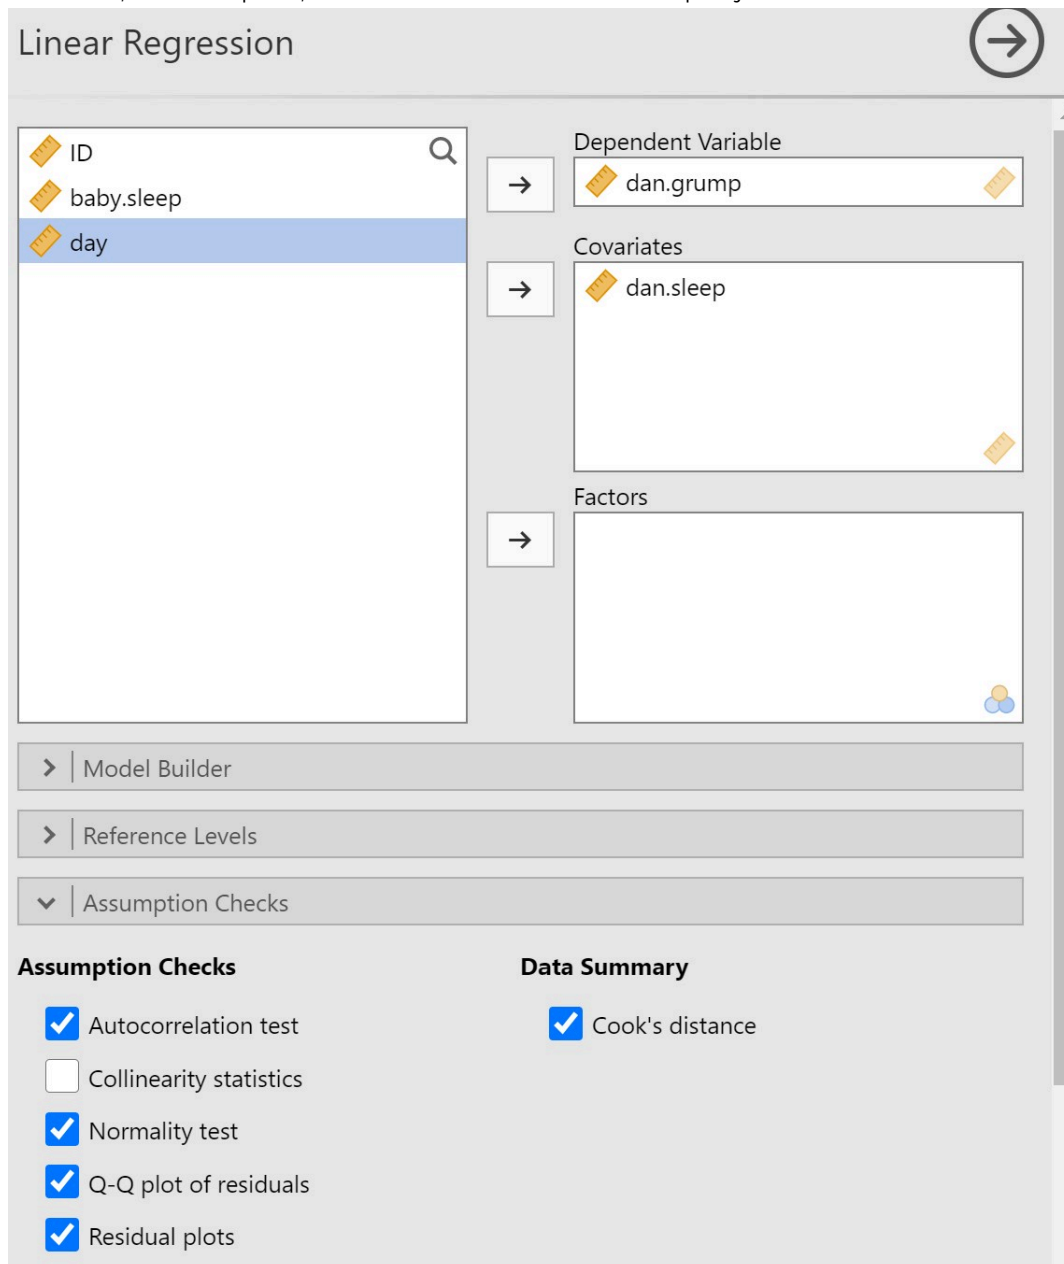 Linear Regression
ID
baby.sleep
day
Dependent Variable
dan.grump
Covariates
dan.sleep
Factors
Model Builder
Reference Levels
Assumption Checks
Assumption Checks
Autocorrelation test
Collinearity statistics
Normality test
Q-Q plot of residuals
Residual plots
Data Summary
Cook's distance